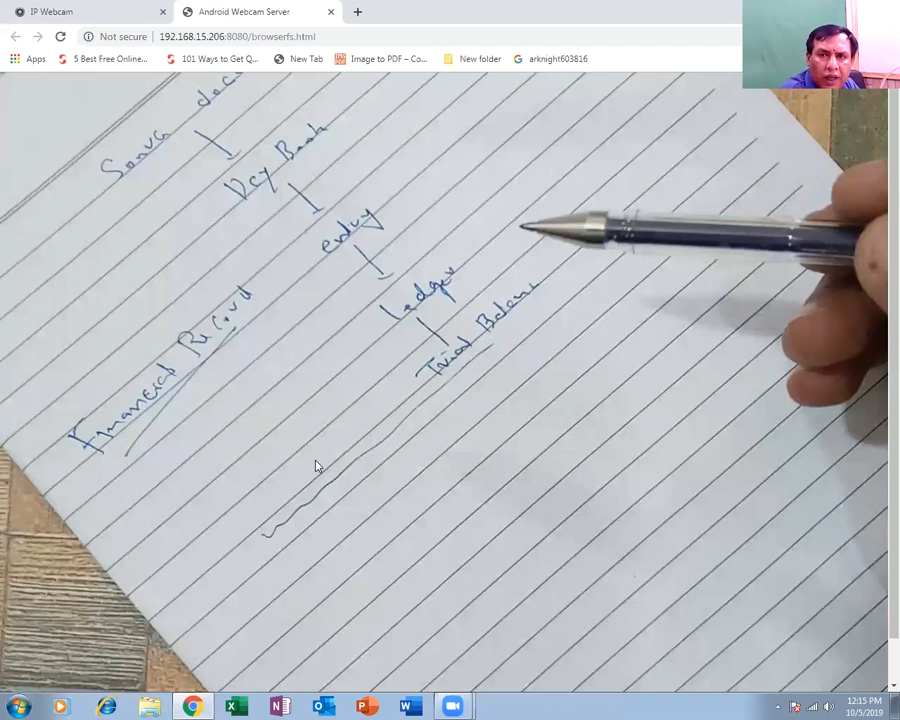 IP Webcam
Android Webcam Server
Not secure 192.168.15.206:8080/browserfs.html
Apps 5 Best Free Online... 101 Ways to Get Q... New Tab Image to PDF – Co... New folder arknight603816
Day Book
entry
Ledger
Trial Balance
Financial Record
12:15 PM
10/5/2019